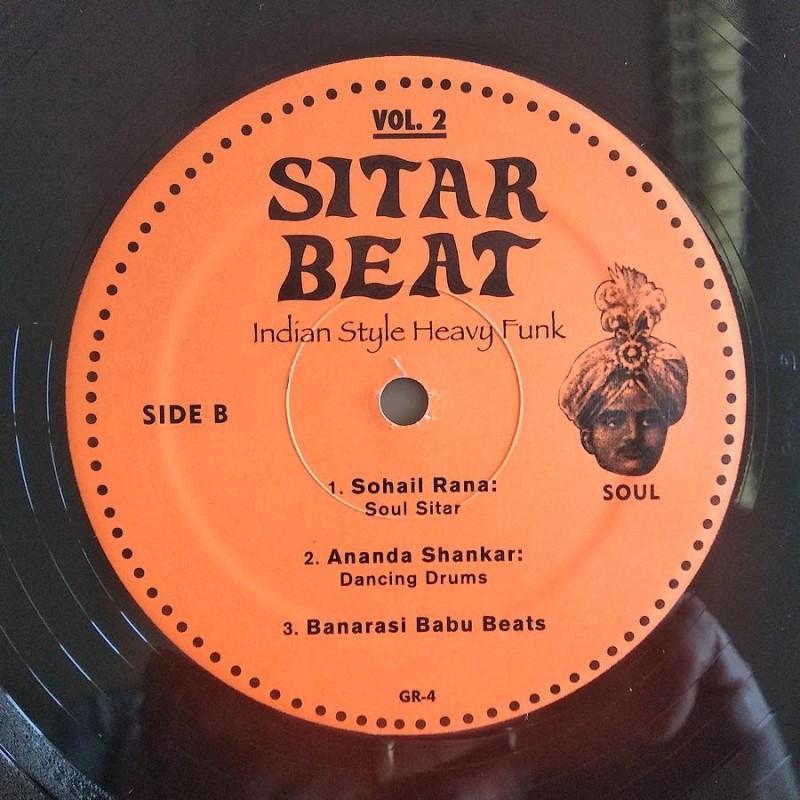 VOL. 2
SITAR
BEAT
Indian Style Heavy Funk
SIDE B
SOUL
1. Sohail Rana:
Soul Sitar
2. Ananda Shankar:
Dancing Drums
3. Banarasi Babu Beats
GR-4